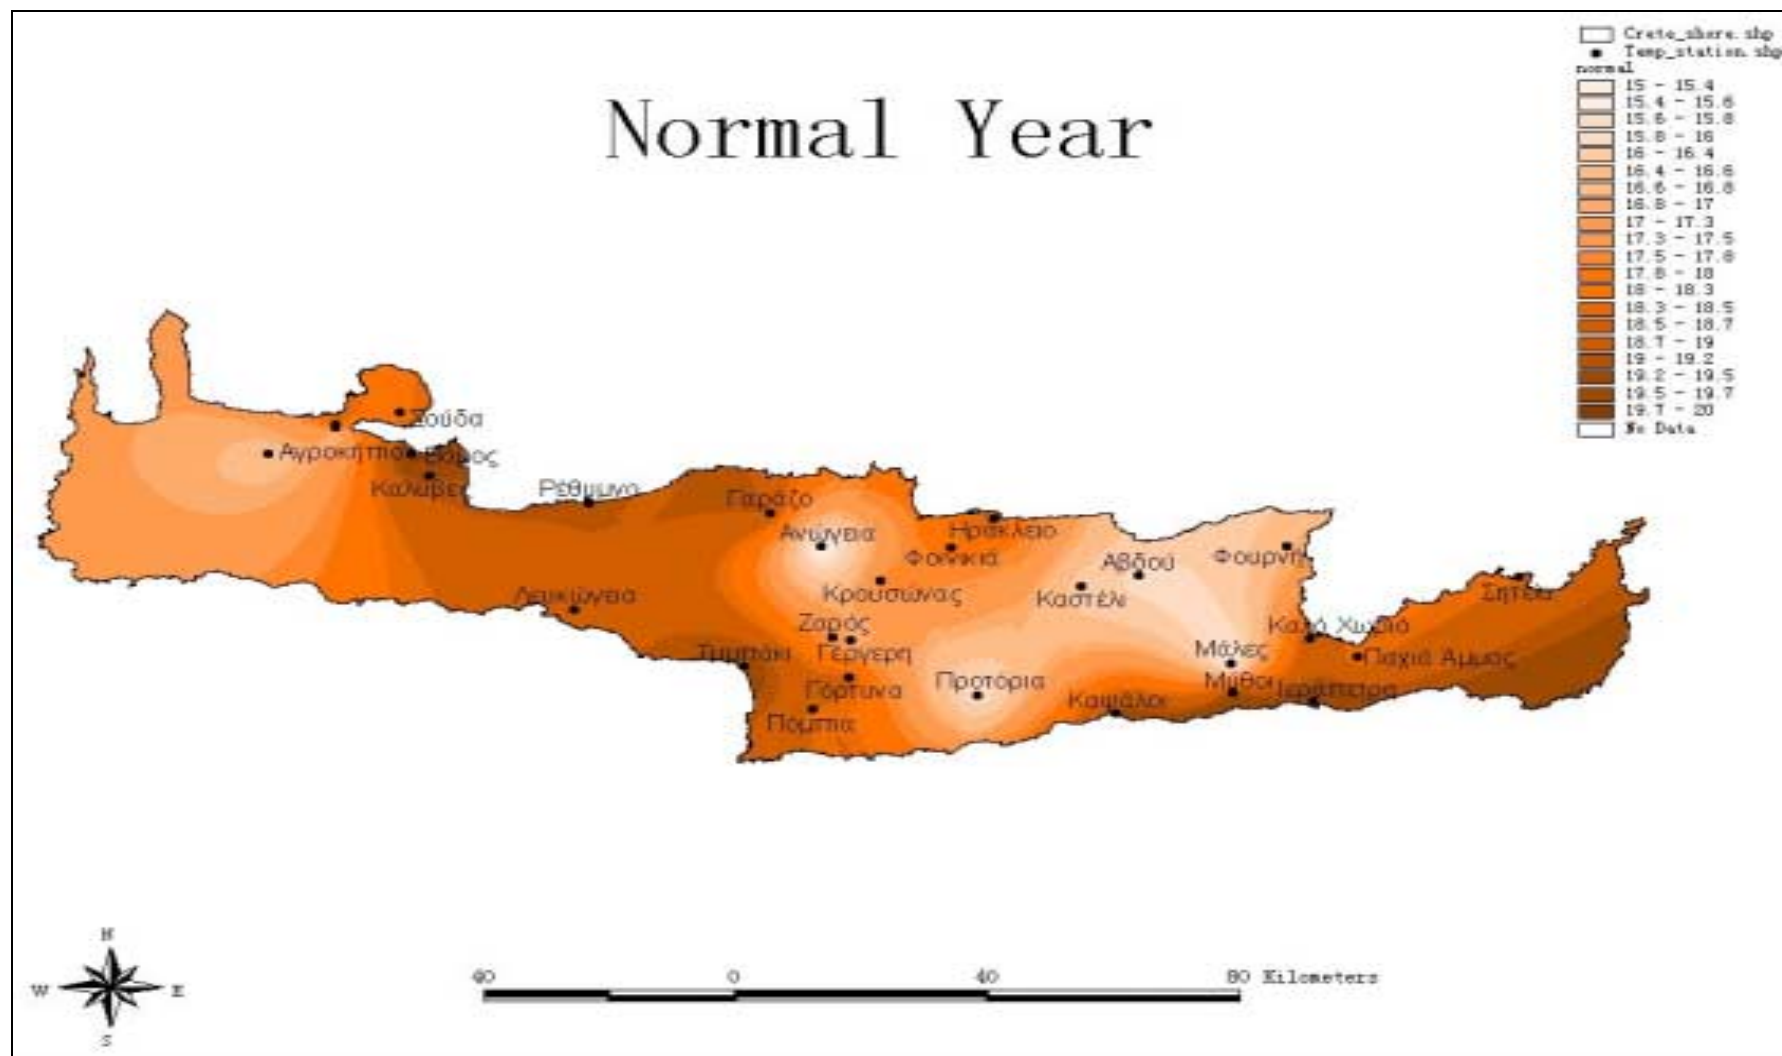 Crete_shore.shp
Temp_station.shp
normal
15 - 15.4
15.4 - 15.6
15.6 - 15.8
15.8 - 16
16 - 16.4
16.4 - 16.6
16.6 - 16.8
16.8 - 17
17 - 17.3
17.3 - 17.5
17.5 - 17.8
17.8 - 18
18 - 18.3
18.3 - 18.5
18.5 - 18.7
18.7 - 19
19 - 19.2
19.2 - 19.5
19.5 - 19.7
19.7 - 20
No Data
Normal Year
Σούδα
Αγροκήπιο
Ρέθυμνο
Γαράζο
Ανώγεια
Ηράκλειο
Φοινικιά
Αβδού
Φουρνή
Κρουσώνας
Καστέλι
Σητεία
Λευκώγεια
Ζαρός
Καλό Χωριό
Τυμπάκι
Γέργερη
Μάλες
Παχιά Άμμος
Γόρτυνα
Προτόρια
Μύθοι
Ιεράπετρα
Καψάλοι
Πόμπια
N
W
E
S
40
0
40
80 Kilometers